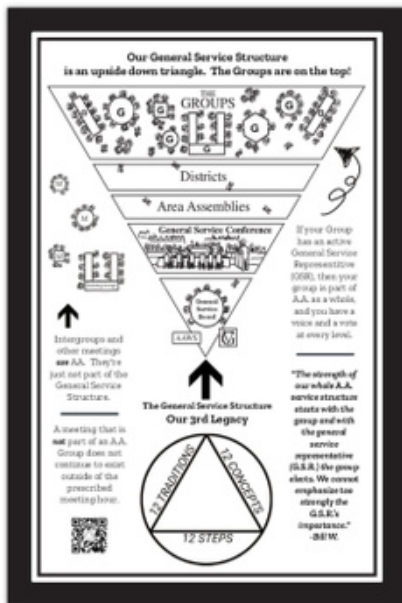 Our General Service Structure
is an upside down triangle. The Groups are on the top!
THE
GROUPS
G
G
G
G
G
G
G
Districts
Area Assemblies
General Service Conference
General
Service
Board
AAWS
GV
M
M
M
Intergroups and
other meetings
are AA. They're
just not part of the
General Service
Structure.
A meeting that is
not part of an A.A.
Group does not
continue to exist
outside of the
prescribed
meeting hour.
If your Group
has an active
General Service
Representative
(GSR), then your
group is part of
A.A. as a whole,
and you have a
voice and a vote
at every level.
"The strength of
our whole A.A.
service structure
starts with the
group and with
the general
service
representative
(G.S.R.) the group
elects. We cannot
emphasize too
strongly the
G.S.R.'s
importance."
-Bill W.
The General Service Structure
Our 3rd Legacy
12 TRADITIONS
12 CONCEPTS
12 STEPS